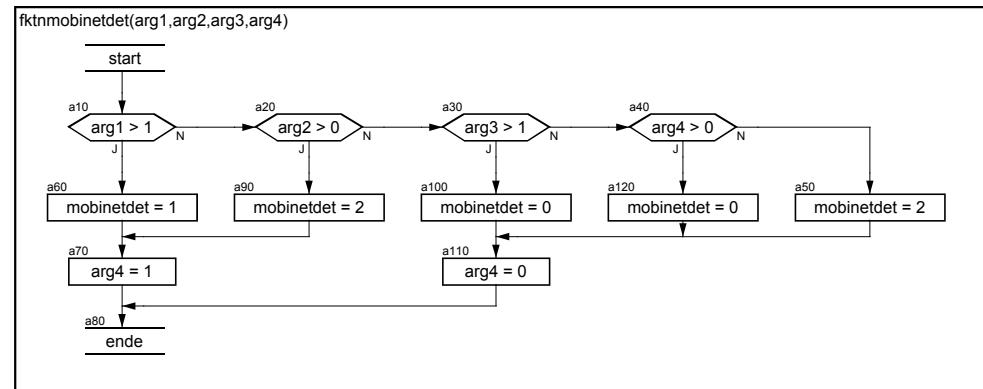 fktnmobinetdet(arg1,arg2,arg3,arg4)
start
a10
arg1 > 1
J
N
a20
arg2 > 0
J
N
a30
arg3 > 1
J
N
a40
arg4 > 0
J
N
a60
mobinetdet = 1
a90
mobinetdet = 2
a100
mobinetdet = 0
a120
mobinetdet = 0
a50
mobinetdet = 2
a70
arg4 = 1
a110
arg4 = 0
a80
ende